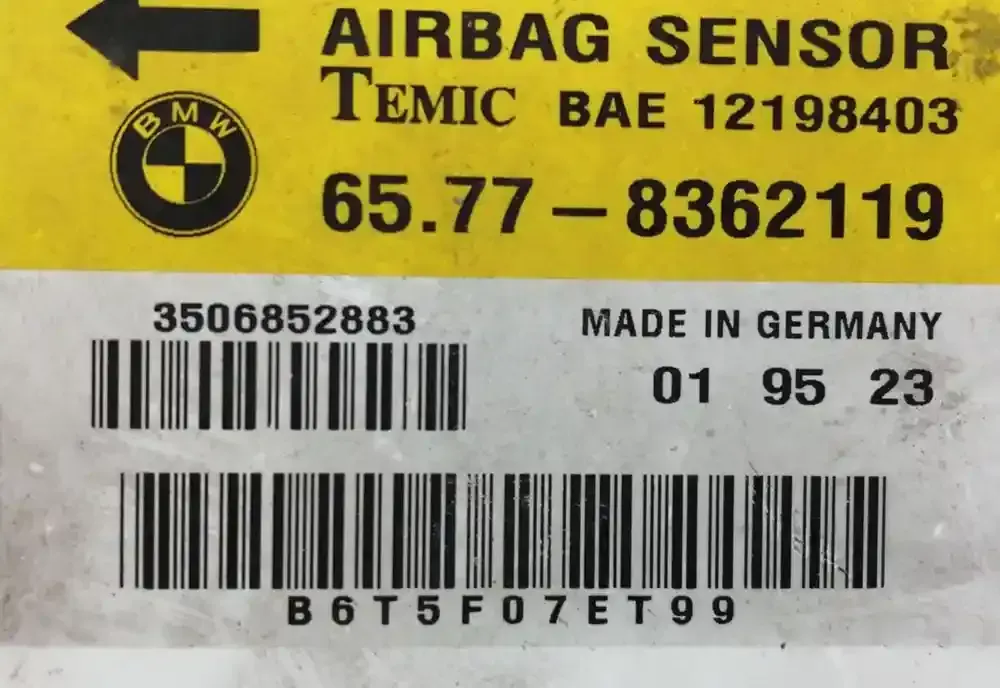 AIRBAG SENSOR
TEMIC BAE 12198403
BMW
65.77-8362119
3506852883
MADE IN GERMANY
01 95 23
B6T5F07ET99